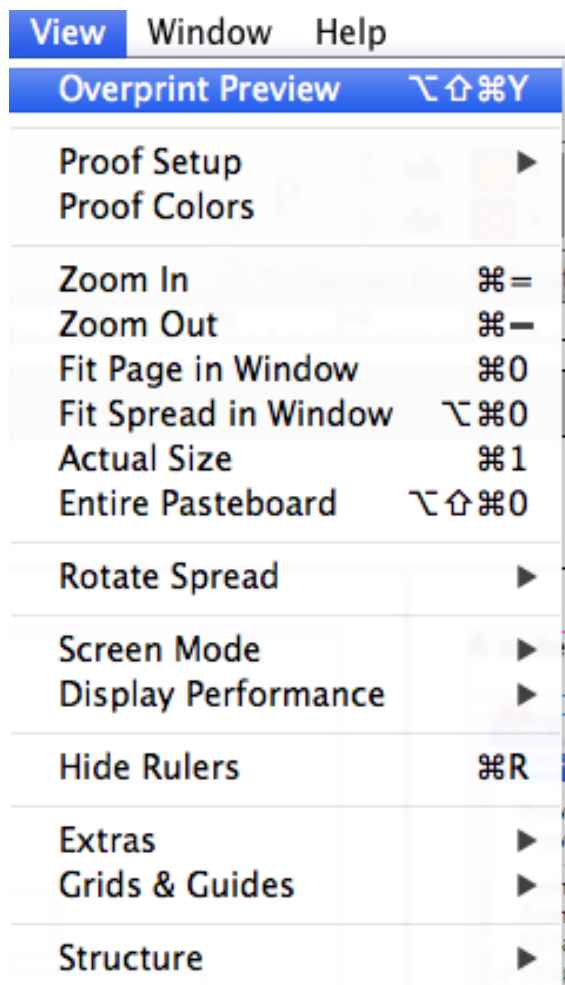 View Window Help
Overprint Preview ⌥⇧⌘Y
Proof Setup ▶
Proof Colors
Zoom In ⌘=
Zoom Out ⌘−
Fit Page in Window ⌘0
Fit Spread in Window ⌥⌘0
Actual Size ⌘1
Entire Pasteboard ⌥⇧⌘0
Rotate Spread ▶
Screen Mode ▶
Display Performance ▶
Hide Rulers ⌘R
Extras ▶
Grids & Guides ▶
Structure ▶